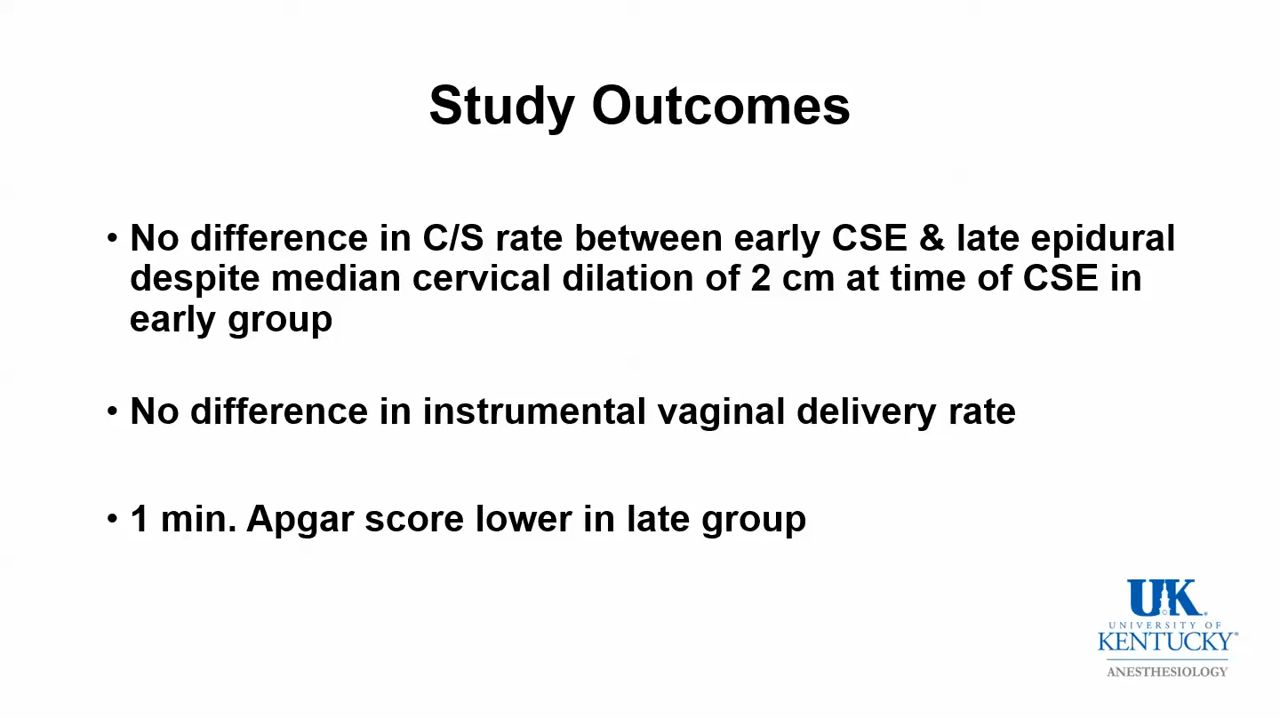 Study Outcomes
• No difference in C/S rate between early CSE & late epidural
despite median cervical dilation of 2 cm at time of CSE in
early group
• No difference in instrumental vaginal delivery rate
• 1 min. Apgar score lower in late group
UK
UNIVERSITY OF
KENTUCKY®
ANESTHESIOLOGY